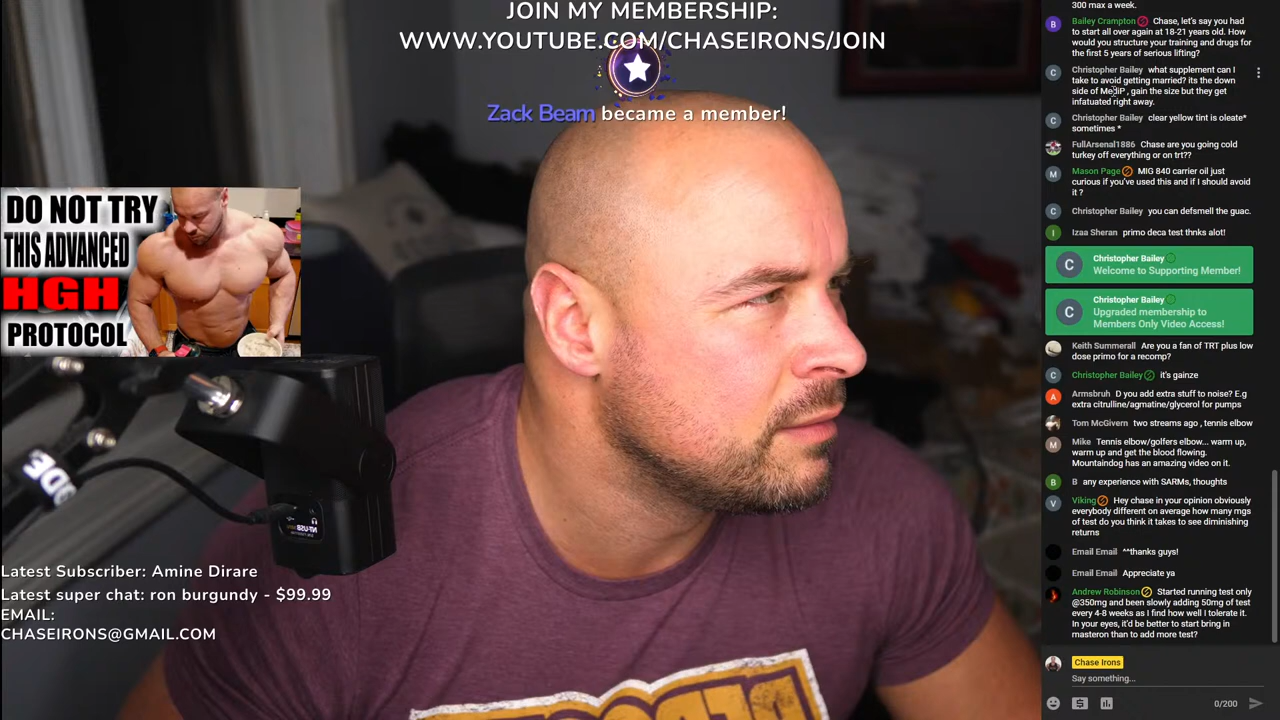 JOIN MY MEMBERSHIP:
WWW.YOUTUBE.COM/CHASEIRONS/JOIN
Zack Beam became a member!
DO NOT TRY
THIS ADVANCED
HGH
PROTOCOL
Latest Subscriber: Amine Dirare
Latest super chat: ron burgundy - $99.99
EMAIL:
CHASEIRONS@GMAIL.COM
300 max a week.
Bailey Crampton Chase, let's say you had
to start all over again at 18-21 years old. How
would you structure your training and drugs for
the first 5 years of serious lifting?
Christopher Bailey what supplement can I
take to avoid getting married? its the down
side of , gain the size but they get
infatuated right away.
Christopher Bailey clear yellow tint is oleate*
sometimes *
FullArsenal1886 Chase are you going cold
turkey off everything or on trt??
Mason Page MIG 840 carrier oil just
curious if you've used this and if I should avoid
it ?
Christopher Bailey you can defsmell the guac.
Izaa Sheran primo deca test thnks alot!
Christopher Bailey
Welcome to Supporting Member!
Christopher Bailey
Upgraded membership to
Members Only Video Access!
Keith Summerall Are you a fan of TRT plus low
dose primo for a recomp?
Christopher Bailey it's gainze
Armsbruh D you add extra stuff to noise? E.g
extra citrulline/agmatine/glycerol for pumps
Tom McGivern two streams ago , tennis elbow
Mike Tennis elbow/golfers elbow... warm up,
warm up and get the blood flowing.
Mountaindog has an amazing video on it.
B any experience with SARMs, thoughts
Viking Hey chase in your opinion obviously
everybody different on average how many mgs
of test do you think it takes to see diminishing
returns
Email Email ^^thanks guys!
Email Email Appreciate ya
Andrew Robinson Started running test only
@350mg and been slowly adding 50mg of test
every 4-8 weeks as I find how well I tolerate it.
In your eyes, it'd be better to start bring in
masteron than to add more test?
Chase Irons
Say something...
0/200